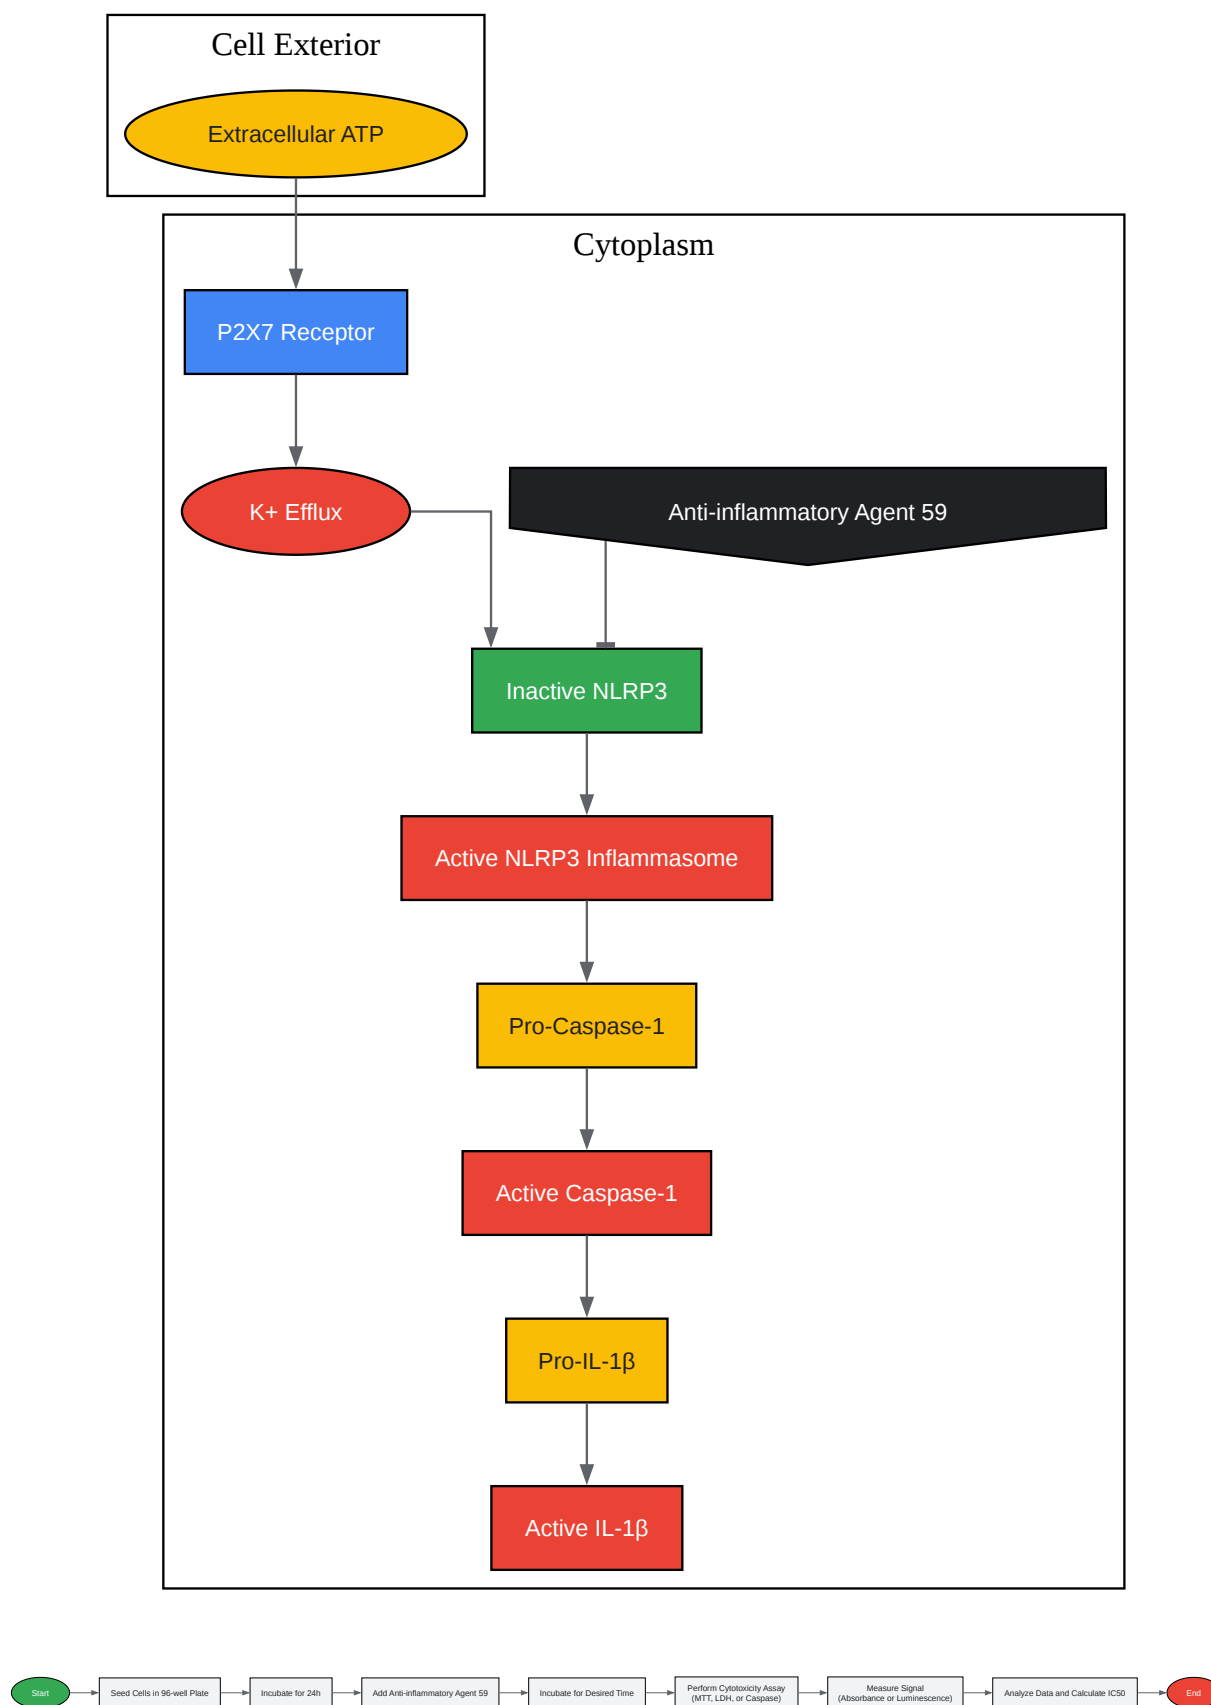 Cell Exterior
Extracellular ATP
Cytoplasm
P2X7 Receptor
K+ Efflux
Anti-inflammatory Agent 59
Inactive NLRP3
Active NLRP3 Inflammasome
Pro-Caspase-1
Active Caspase-1
Pro-IL-1β
Active IL-1β
Start
Seed Cells in 96-well Plate
Incubate for 24h
Add Anti-inflammatory Agent 59
Incubate for Desired Time
Perform Cytotoxicity Assay
(MTT, LDH, or Caspase)
Measure Signal
(Absorbance or Luminescence)
Analyze Data and Calculate IC50
End